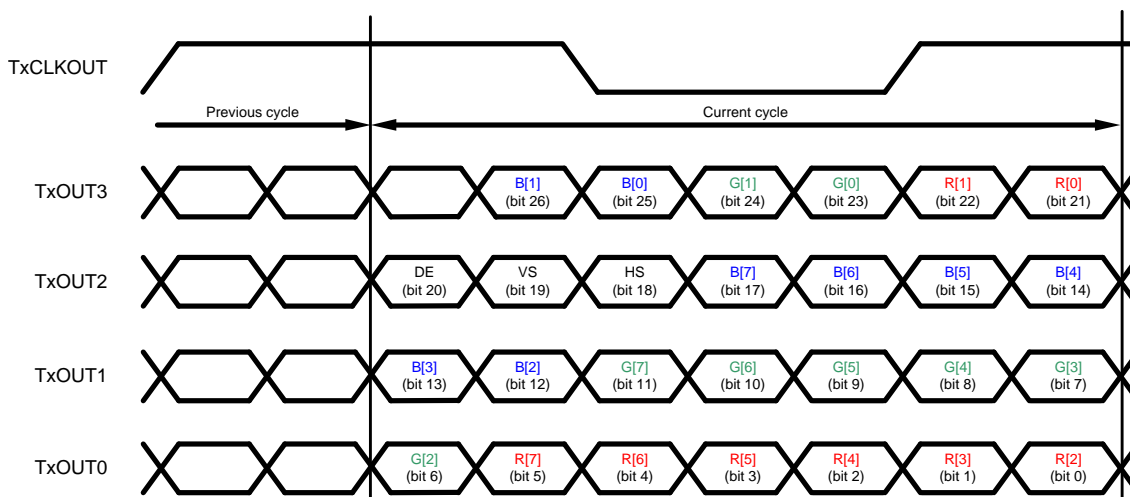 TxCLKOUT
Previous cycle
Current cycle
TxOUT3
B[1]
(bit 26)
B[0]
(bit 25)
G[1]
(bit 24)
G[0]
(bit 23)
R[1]
(bit 22)
R[0]
(bit 21)
TxOUT2
DE
(bit 20)
VS
(bit 19)
HS
(bit 18)
B[7]
(bit 17)
B[6]
(bit 16)
B[5]
(bit 15)
B[4]
(bit 14)
TxOUT1
B[3]
(bit 13)
B[2]
(bit 12)
G[7]
(bit 11)
G[6]
(bit 10)
G[5]
(bit 9)
G[4]
(bit 8)
G[3]
(bit 7)
TxOUT0
G[2]
(bit 6)
R[7]
(bit 5)
R[6]
(bit 4)
R[5]
(bit 3)
R[4]
(bit 2)
R[3]
(bit 1)
R[2]
(bit 0)